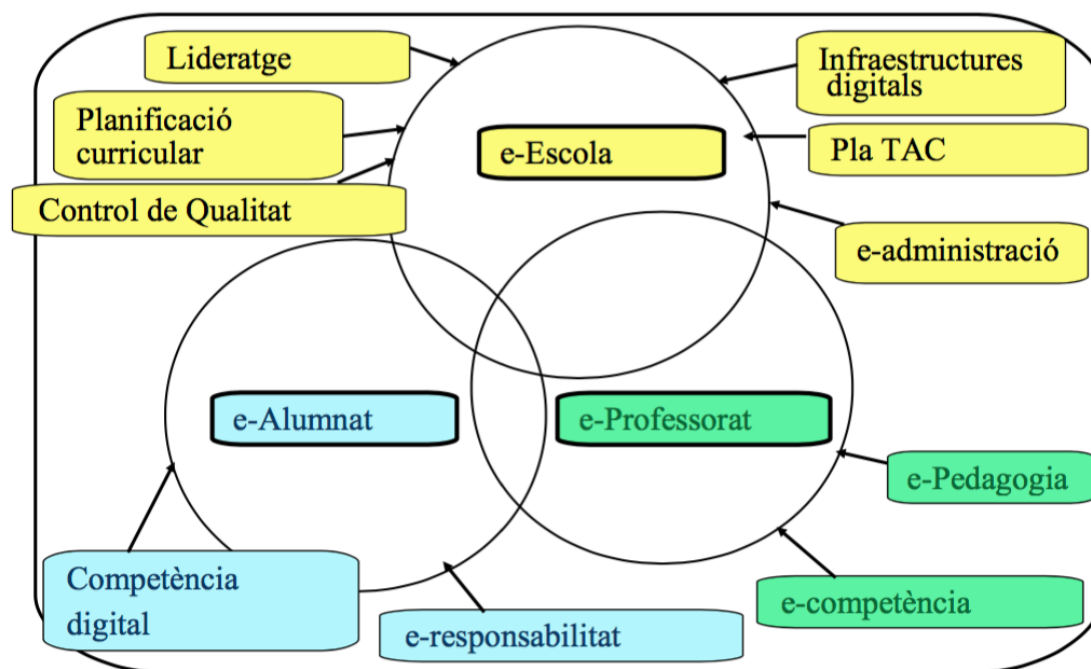 Lideratge
Infraestructures
digitals
Planificació
curricular
e-Escola
Pla TAC
Control de Qualitat
e-administració
e-Alumnat
e-Professorat
e-Pedagogia
Competència
digital
e-competència
e-responsabilitat